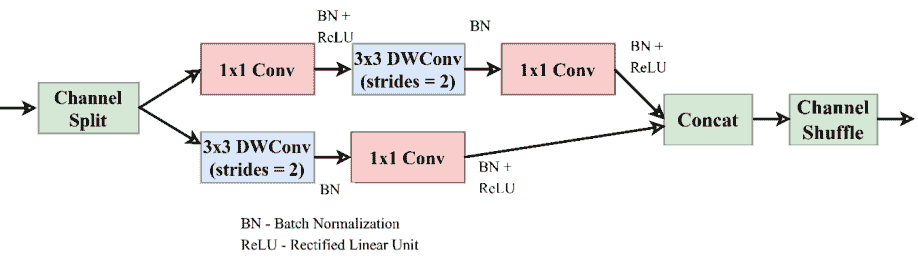 BN +
ReLU
BN
BN +
ReLU
1x1 Conv
3x3 DWConv
(strides = 2)
1x1 Conv
Channel
Split
Concat
Channel
Shuffle
3x3 DWConv
(strides = 2)
1x1 Conv
BN
BN +
ReLU
BN - Batch Normalization
ReLU - Rectified Linear Unit